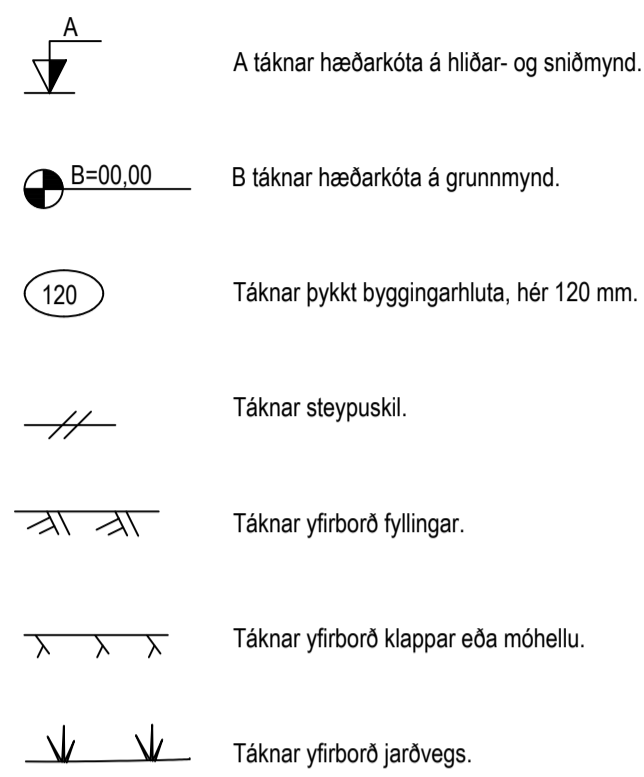 A
A táknar hæðarkóta á hliðar- og sniðmynd.
B=00,00
B táknar hæðarkóta á grunnmynd.
120
Táknar þykkt byggingarhluta, hér 120 mm.
Táknar steypuskil.
Táknar yfirborð fyllingar.
Táknar yfirborð klappar eða móhellu.
Táknar yfirborð jarðvegs.